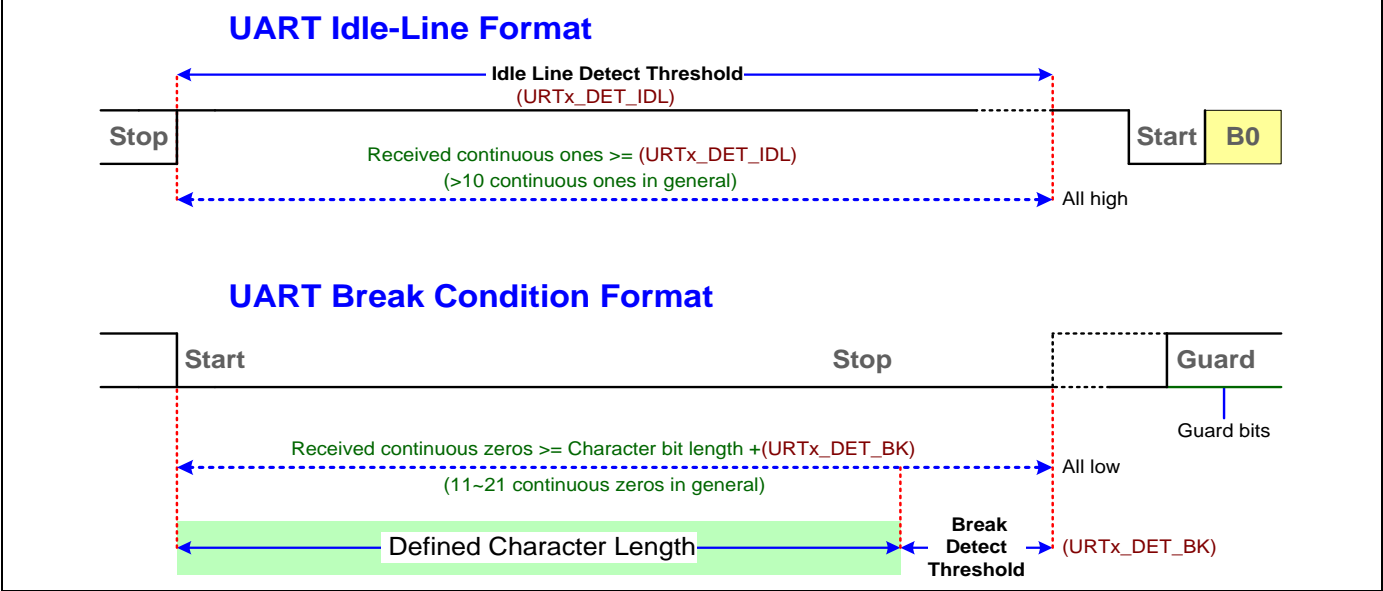 UART Idle-Line Format
Idle Line Detect Threshold
(URTx_DET_IDL)
Stop
Start
B0
Received continuous ones >= (URTx_DET_IDL)
(>10 continuous ones in general)
All high
UART Break Condition Format
Start
Stop
Guard
Guard bits
Received continuous zeros >= Character bit length +(URTx_DET_BK)
All low
(11~21 continuous zeros in general)
Defined Character Length
Break
Detect
Threshold
(URTx_DET_BK)